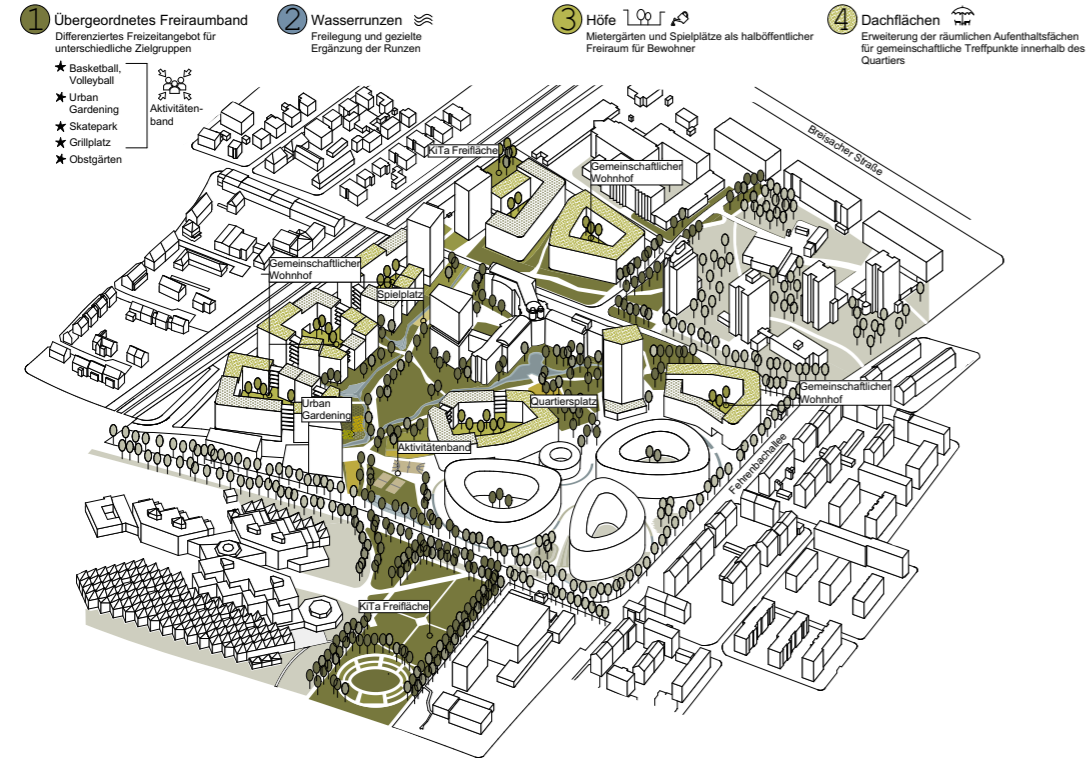 1 Übergeordnetes Freiraumband
Differenziertes Freizeitangebot für
unterschiedliche Zielgruppen
Basketball,
Volleyball
Urban
Gardening
Skatepark
Grillplatz
Obstgärten
Aktivitäten-
band
2 Wasserrunzen
Freilegung und gezielte
Ergänzung der Runzen
3 Höfe
Mietergärten und Spielplätze als halböffentlicher
Freiraum für Bewohner
4 Dachflächen
Erweiterung der räumlichen Aufenthaltsfächen
für gemeinschaftliche Treffpunkte innerhalb des
Quartiers
Breisacher Straße
KiTa Freifläche
Gemeinschaftlicher
Wohnhof
Gemeinschaftlicher
Wohnhof
Spielplatz
Gemeinschaftlicher
Wohnhof
Urban
Gardening
Quartiersplatz
Aktivitätenband
Fehrenbachallee
KiTa Freifläche